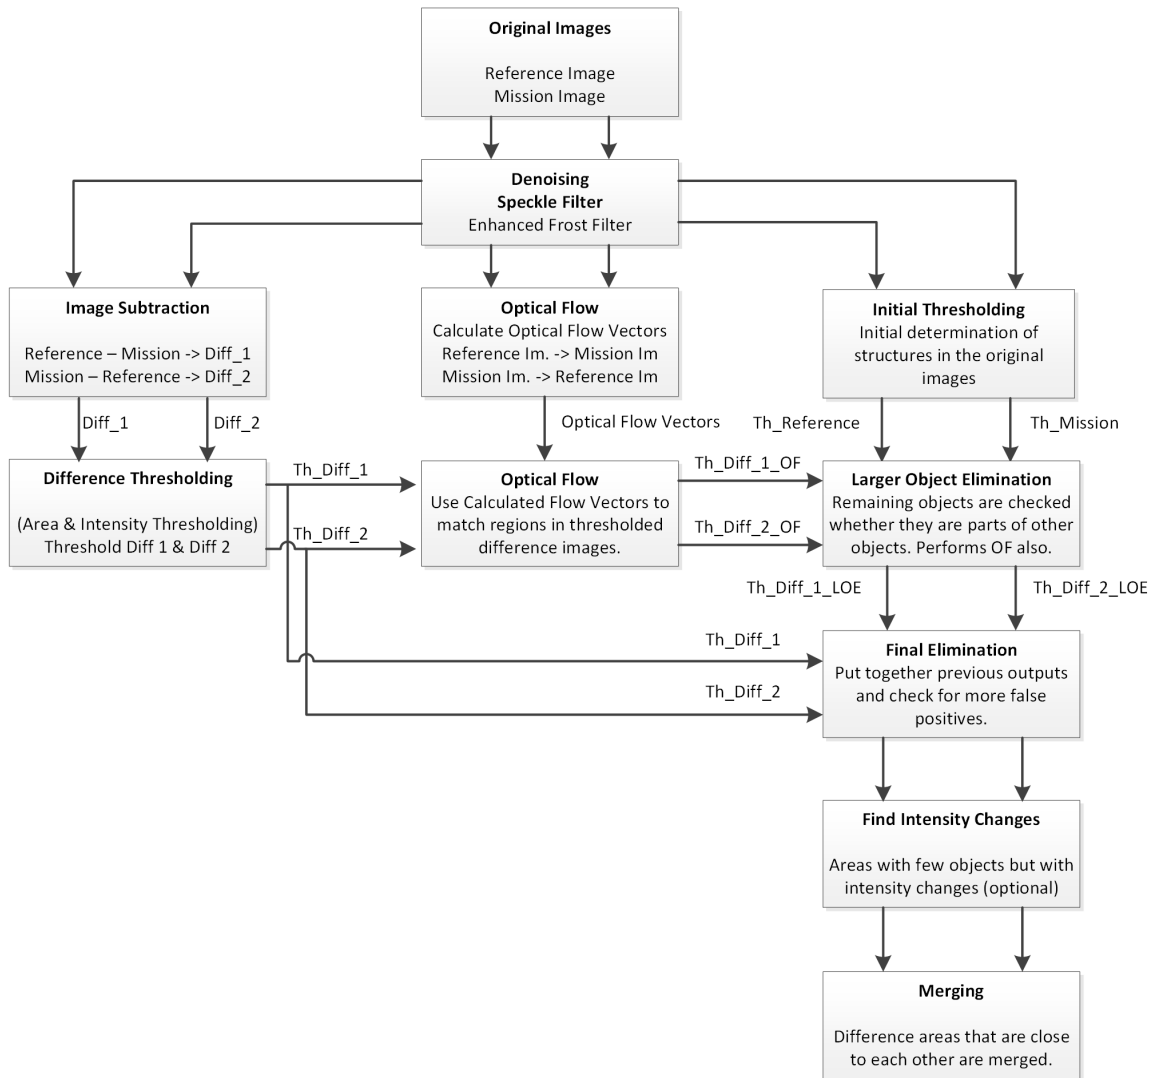 Original Images
Reference Image
Mission Image
Denoising
Speckle Filter
Enhanced Frost Filter
Image Subtraction
Reference – Mission -> Diff_1
Mission – Reference -> Diff_2
Optical Flow
Calculate Optical Flow Vectors
Reference Im. -> Mission Im
Mission Im. -> Reference Im
Initial Thresholding
Initial determination of
structures in the original
images
Diff_1
Diff_2
Optical Flow Vectors
Th_Reference
Th_Mission
Difference Thresholding
(Area & Intensity Thresholding)
Threshold Diff 1 & Diff 2
Th_Diff_1
Th_Diff_2
Optical Flow
Use Calculated Flow Vectors to
match regions in thresholded
difference images.
Th_Diff_1_OF
Th_Diff_2_OF
Larger Object Elimination
Remaining objects are checked
whether they are parts of other
objects. Performs OF also.
Th_Diff_1_LOE
Th_Diff_2_LOE
Th_Diff_1
Th_Diff_2
Final Elimination
Put together previous outputs
and check for more false
positives.
Find Intensity Changes
Areas with few objects but with
intensity changes (optional)
Merging
Difference areas that are close
to each other are merged.